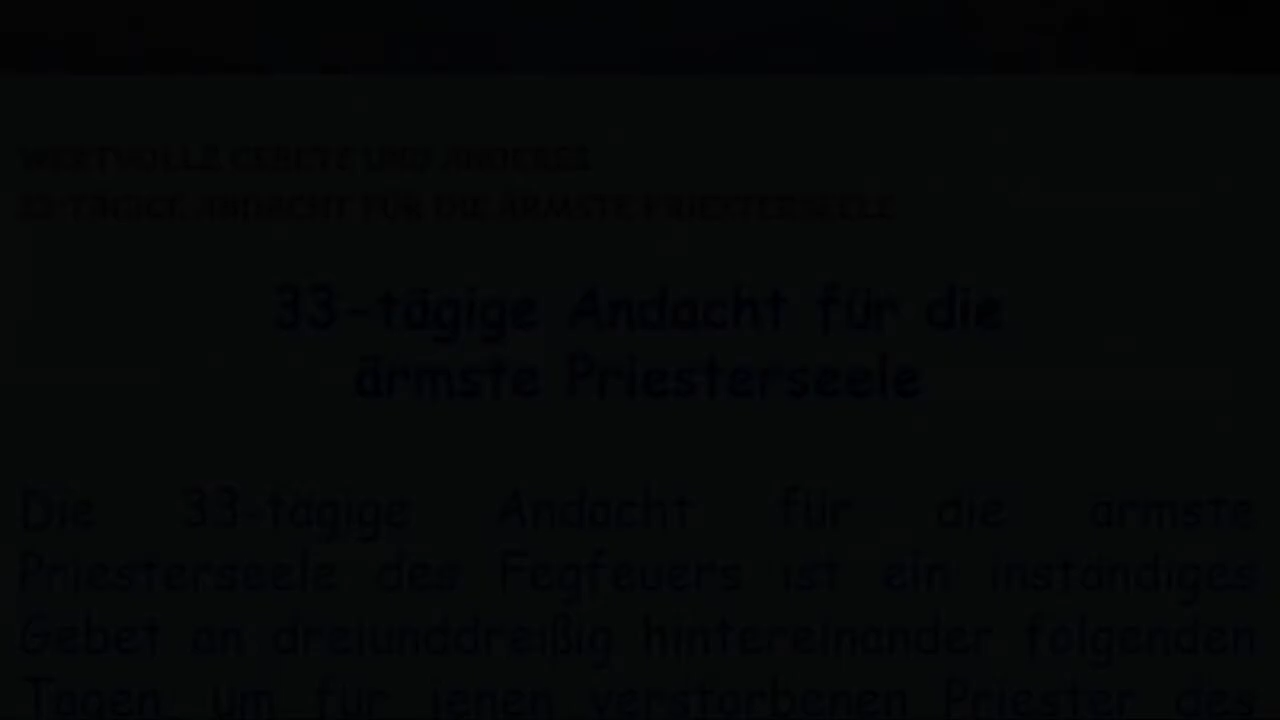 WERTVOLLE GEBETE UND ANDERES
33-TÄGIGE ANDACHT FÜR DIE ÄRMSTE PRIESTERSEELE
33-tägige Andacht für die
ärmste Priesterseele
Die 33-tägige Andacht für die ärmste
Priesterseele des Fegfeuers ist ein inständiges
Gebet an dreiunddreißig hintereinander folgenden
Tagen, um für jenen verstorbenen Priester des